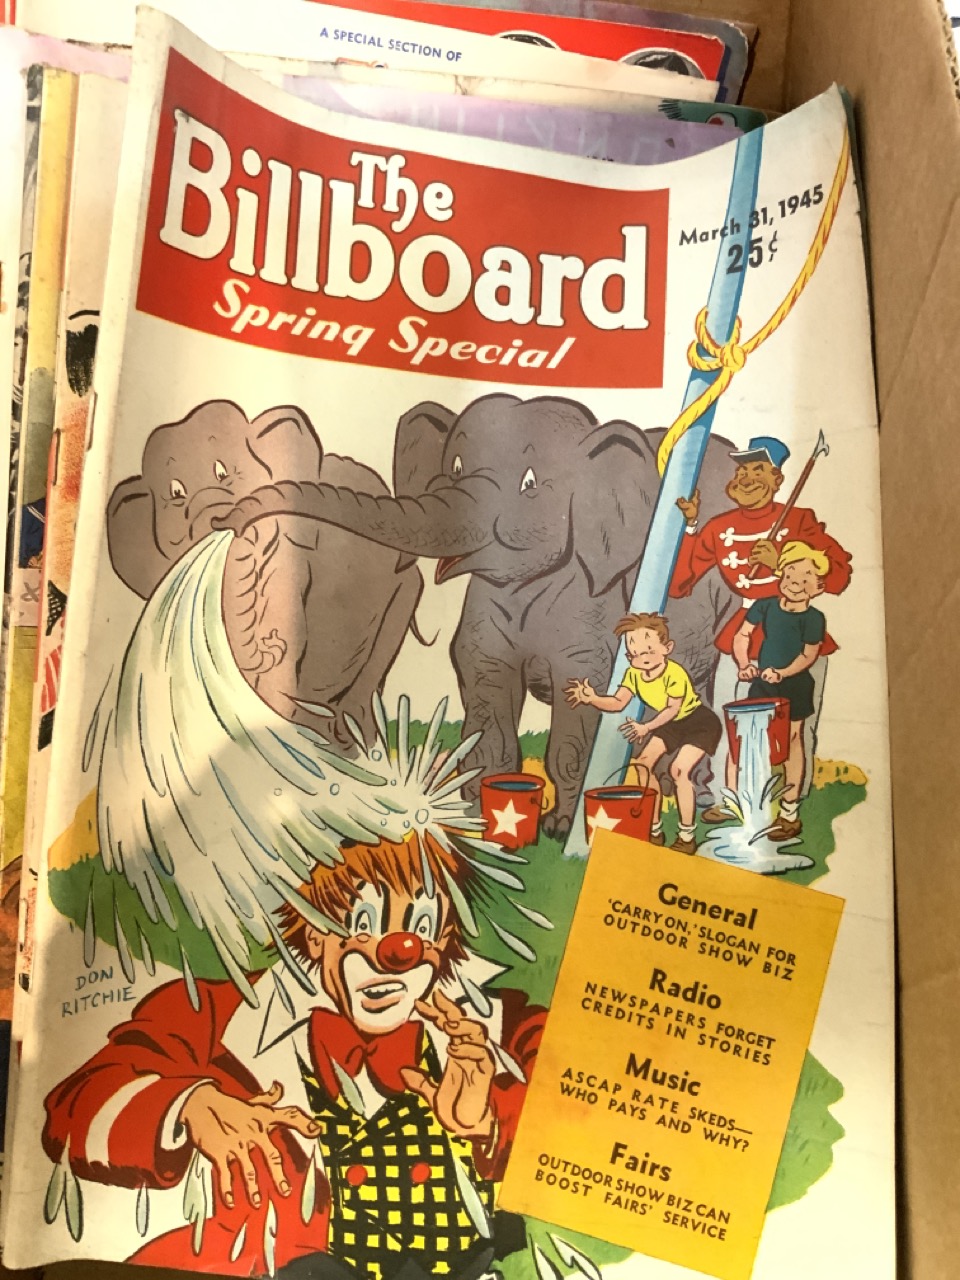 A SPECIAL SECTION OF
The
Billboard
Spring Special
March 31, 1945
25¢
DON
RITCHIE
General
'CARRY ON,' SLOGAN FOR
OUTDOOR SHOW BIZ
Radio
NEWSPAPERS FORGET
CREDITS IN STORIES
Music
ASCAP RATE SKEDS—
WHO PAYS AND WHY?
Fairs
OUTDOOR SHOW BIZ CAN
BOOST FAIRS' SERVICE